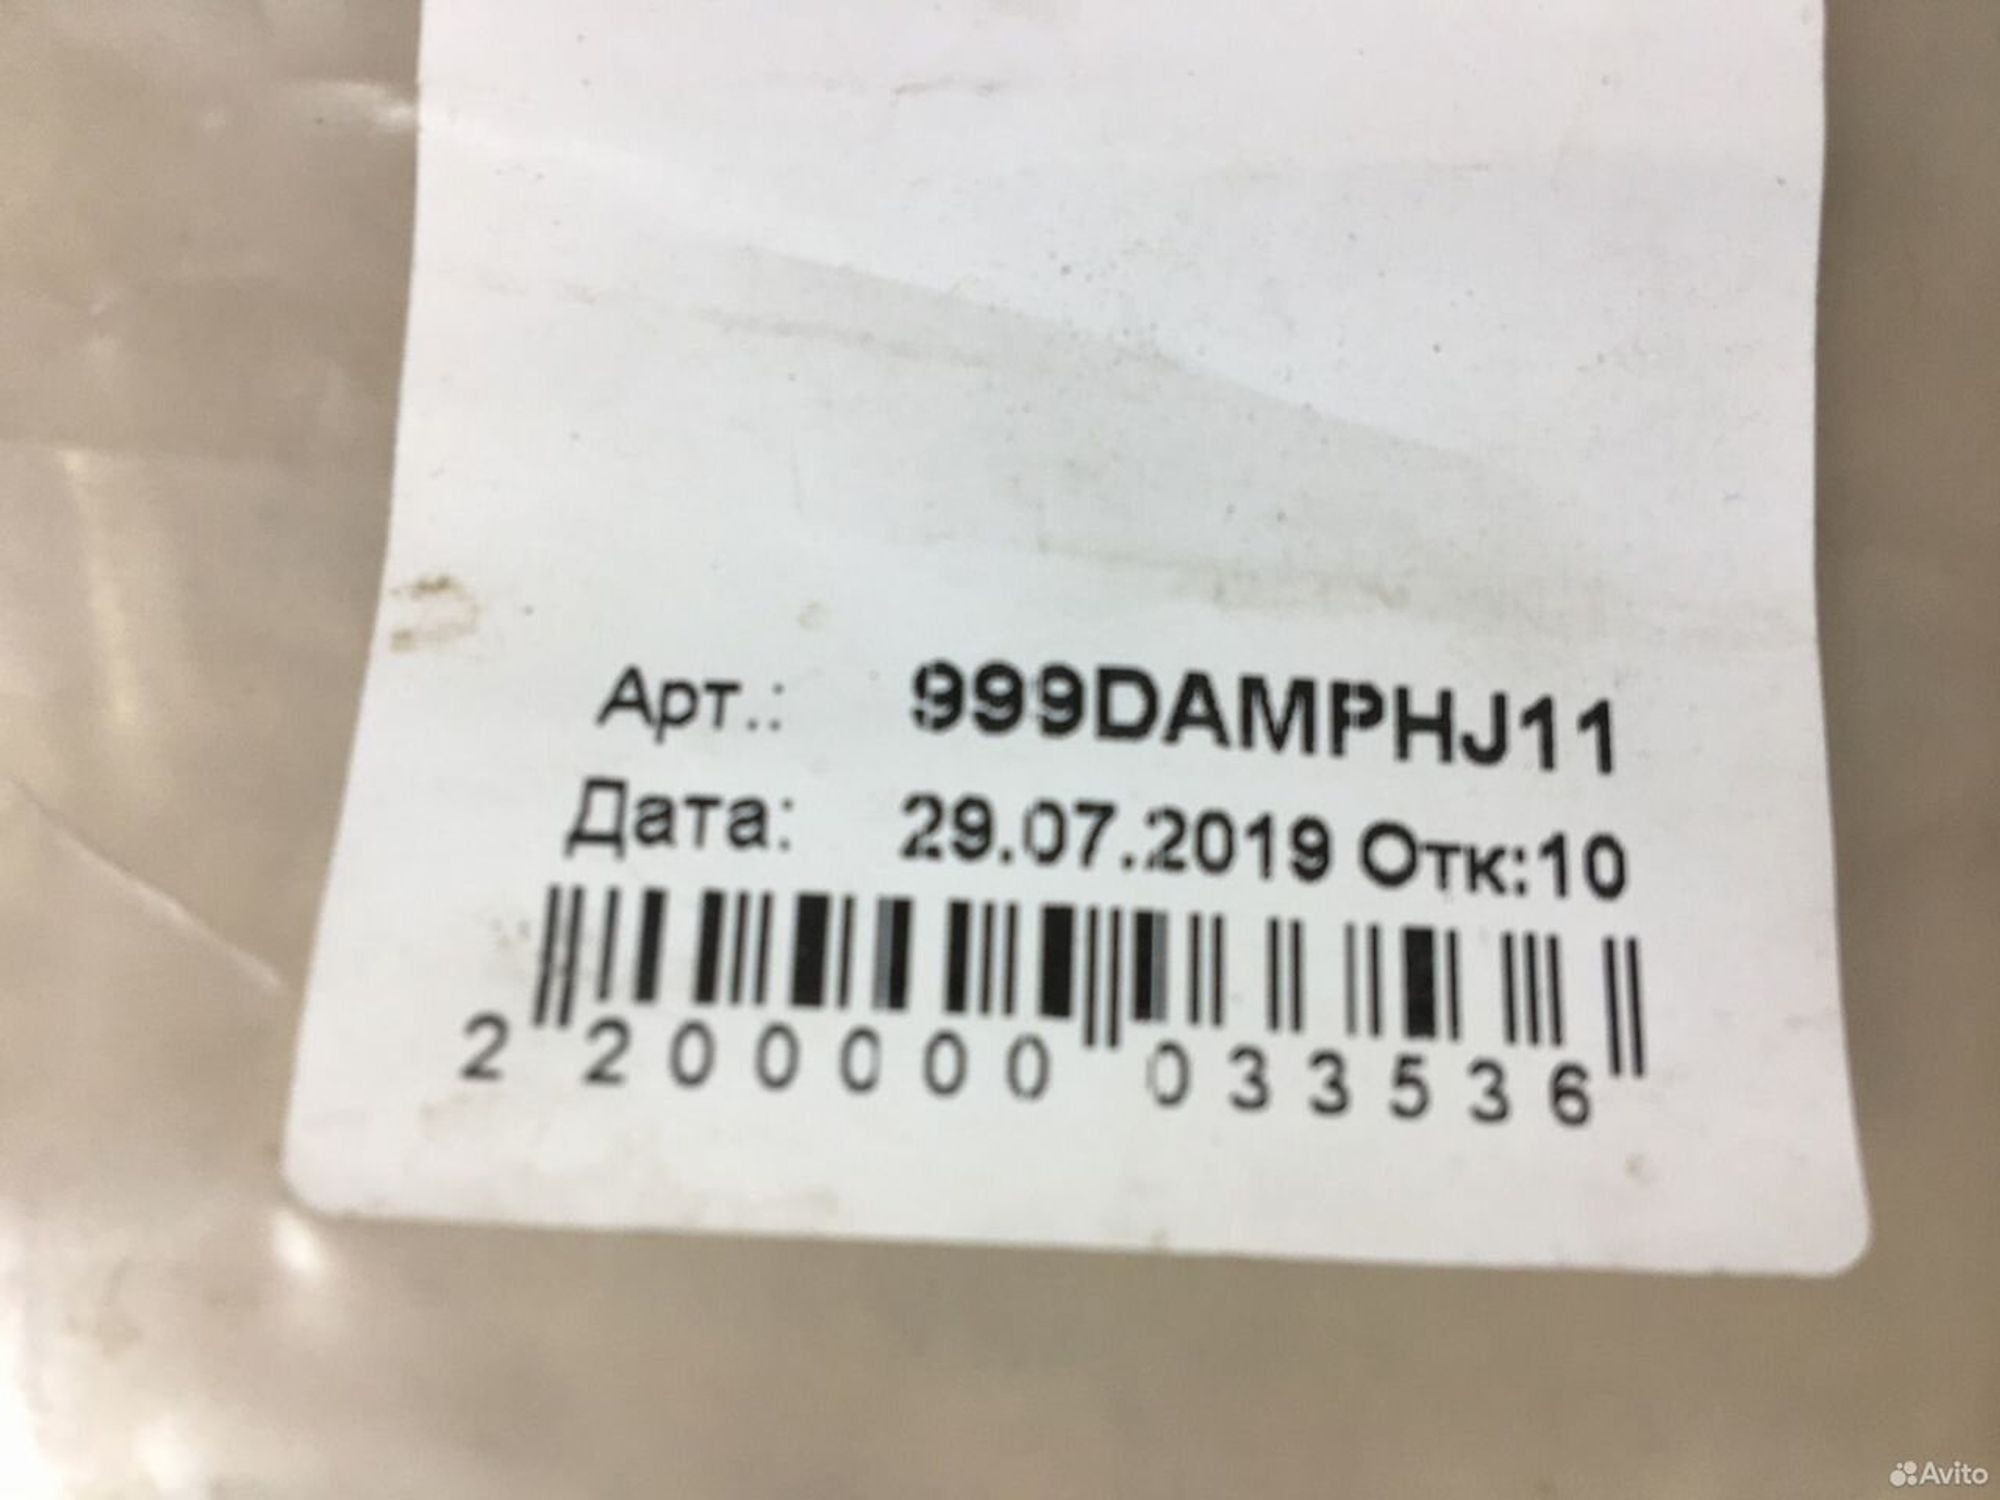 Арт.: 999DAMPHJ11
Дата: 29.07.2019 Отк:10
2 200000 033536
Avito